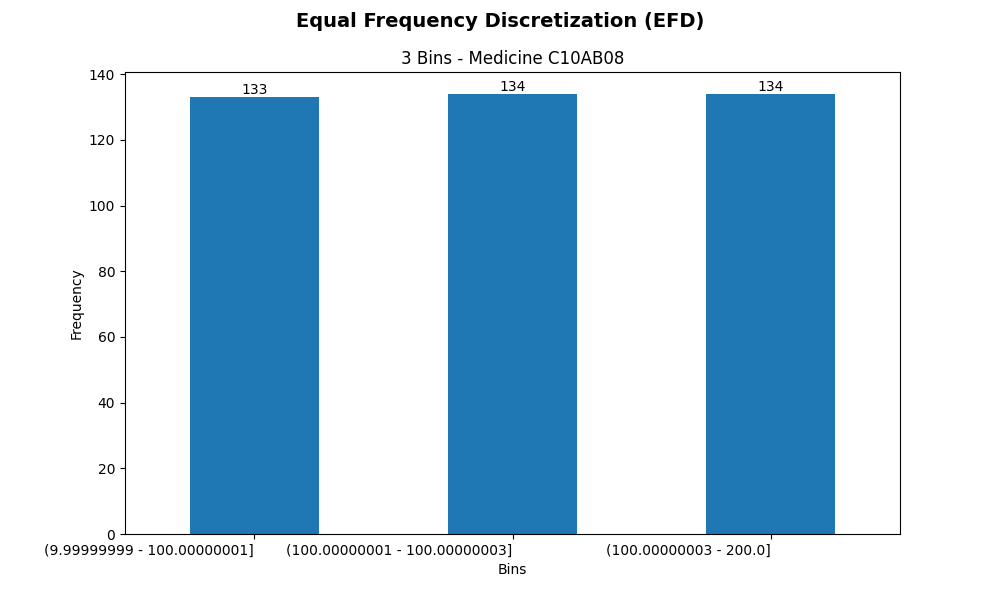 Equal Frequency Discretization (EFD)
3 Bins - Medicine C10AB08
140
120
100
80
60
40
20
0
Frequency
133
134
134
(9.99999999 - 100.00000001]
(100.00000001 - 100.00000003]
(100.00000003 - 200.0]
Bins